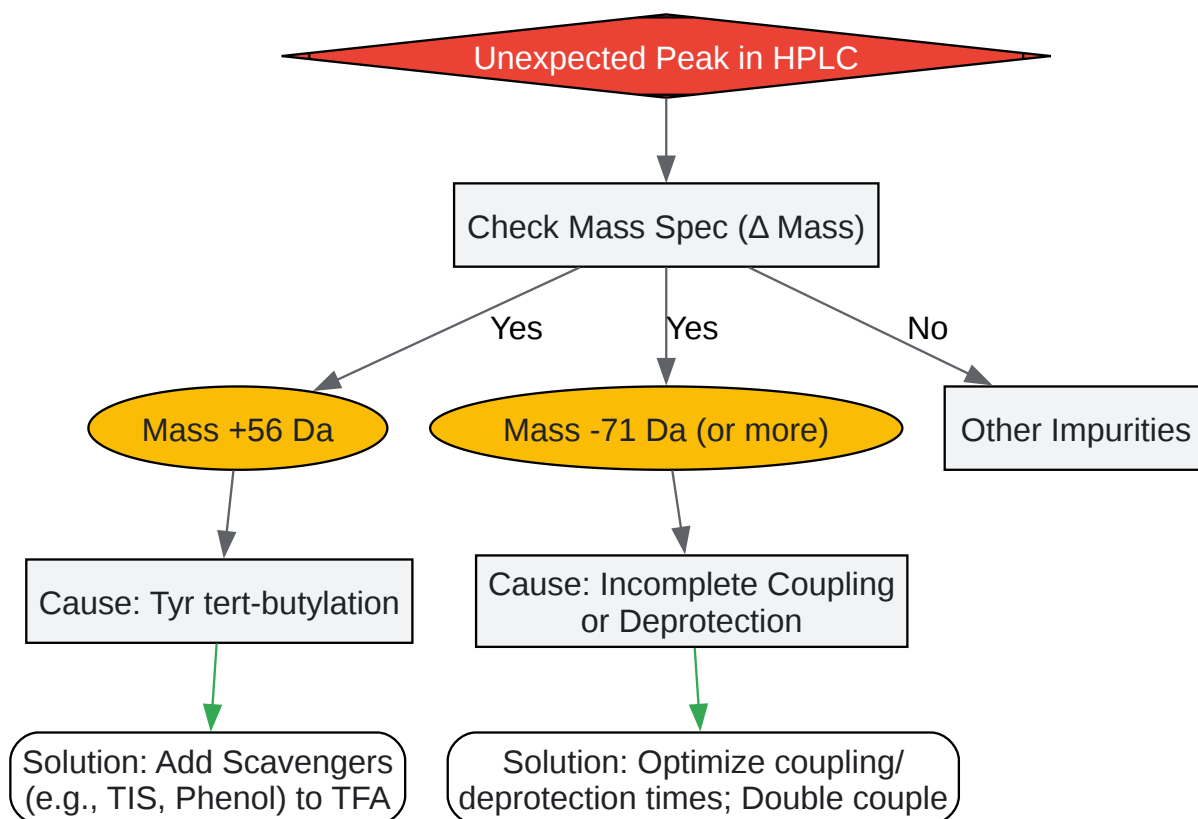 Unexpected Peak in HPLC
Check Mass Spec (Δ Mass)
Yes
Yes
No
Mass +56 Da
Mass -71 Da (or more)
Other Impurities
Cause: Tyr tert-butylation
Cause: Incomplete Coupling
or Deprotection
Solution: Add Scavengers
(e.g., TIS, Phenol) to TFA
Solution: Optimize coupling/
deprotection times; Double couple